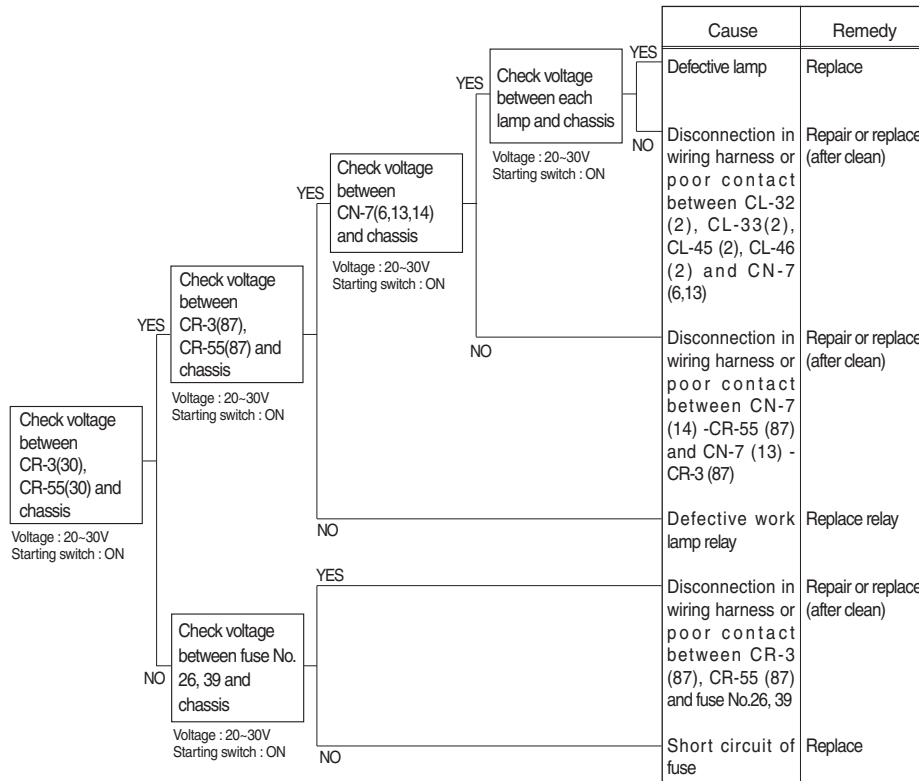 Cause
Remedy
YES
Defective lamp
Replace
YES
Check voltage
between each
lamp and chassis
NO
Voltage : 20~30V
Starting switch : ON
Disconnection in
wiring harness or
poor contact
between CL-32
(2), CL-33(2),
CL-45 (2), CL-46
(2) and CN-7
(6,13)
Repair or replace
(after clean)
YES
Check voltage
between
CN-7(6,13,14)
and chassis
Voltage : 20~30V
Starting switch : ON
NO
Disconnection in
wiring harness or
poor contact
between CN-7
(14) -CR-55 (87)
and CN-7 (13) -
CR-3 (87)
Repair or replace
(after clean)
YES
Check voltage
between
CR-3(87),
CR-55(87) and
chassis
Voltage : 20~30V
Starting switch : ON
NO
Defective work
lamp relay
Replace relay
Check voltage
between
CR-3(30),
CR-55(30) and
chassis
Voltage : 20~30V
Starting switch : ON
YES
Disconnection in
wiring harness or
poor contact
between CR-3
(87), CR-55 (87)
and fuse No.26, 39
Repair or replace
(after clean)
NO
Check voltage
between fuse No.
26, 39 and
chassis
Voltage : 20~30V
Starting switch : ON
NO
Short circuit of
fuse
Replace